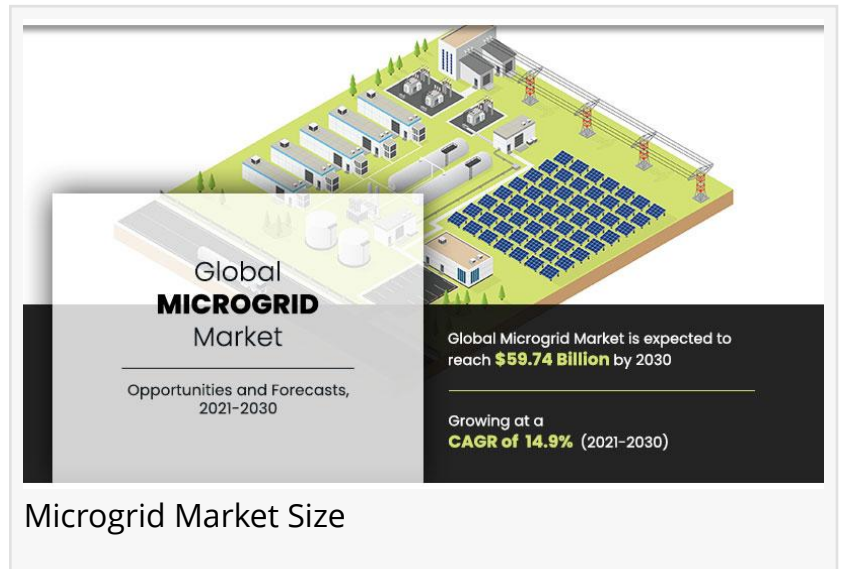 Global
MICROGRID
Market
Opportunities and Forecasts,
2021-2030
Global Microgrid Market is expected to
reach $59.74 Billion by 2030
Growing at a
CAGR of 14.9% (2021-2030)
Microgrid Market Size